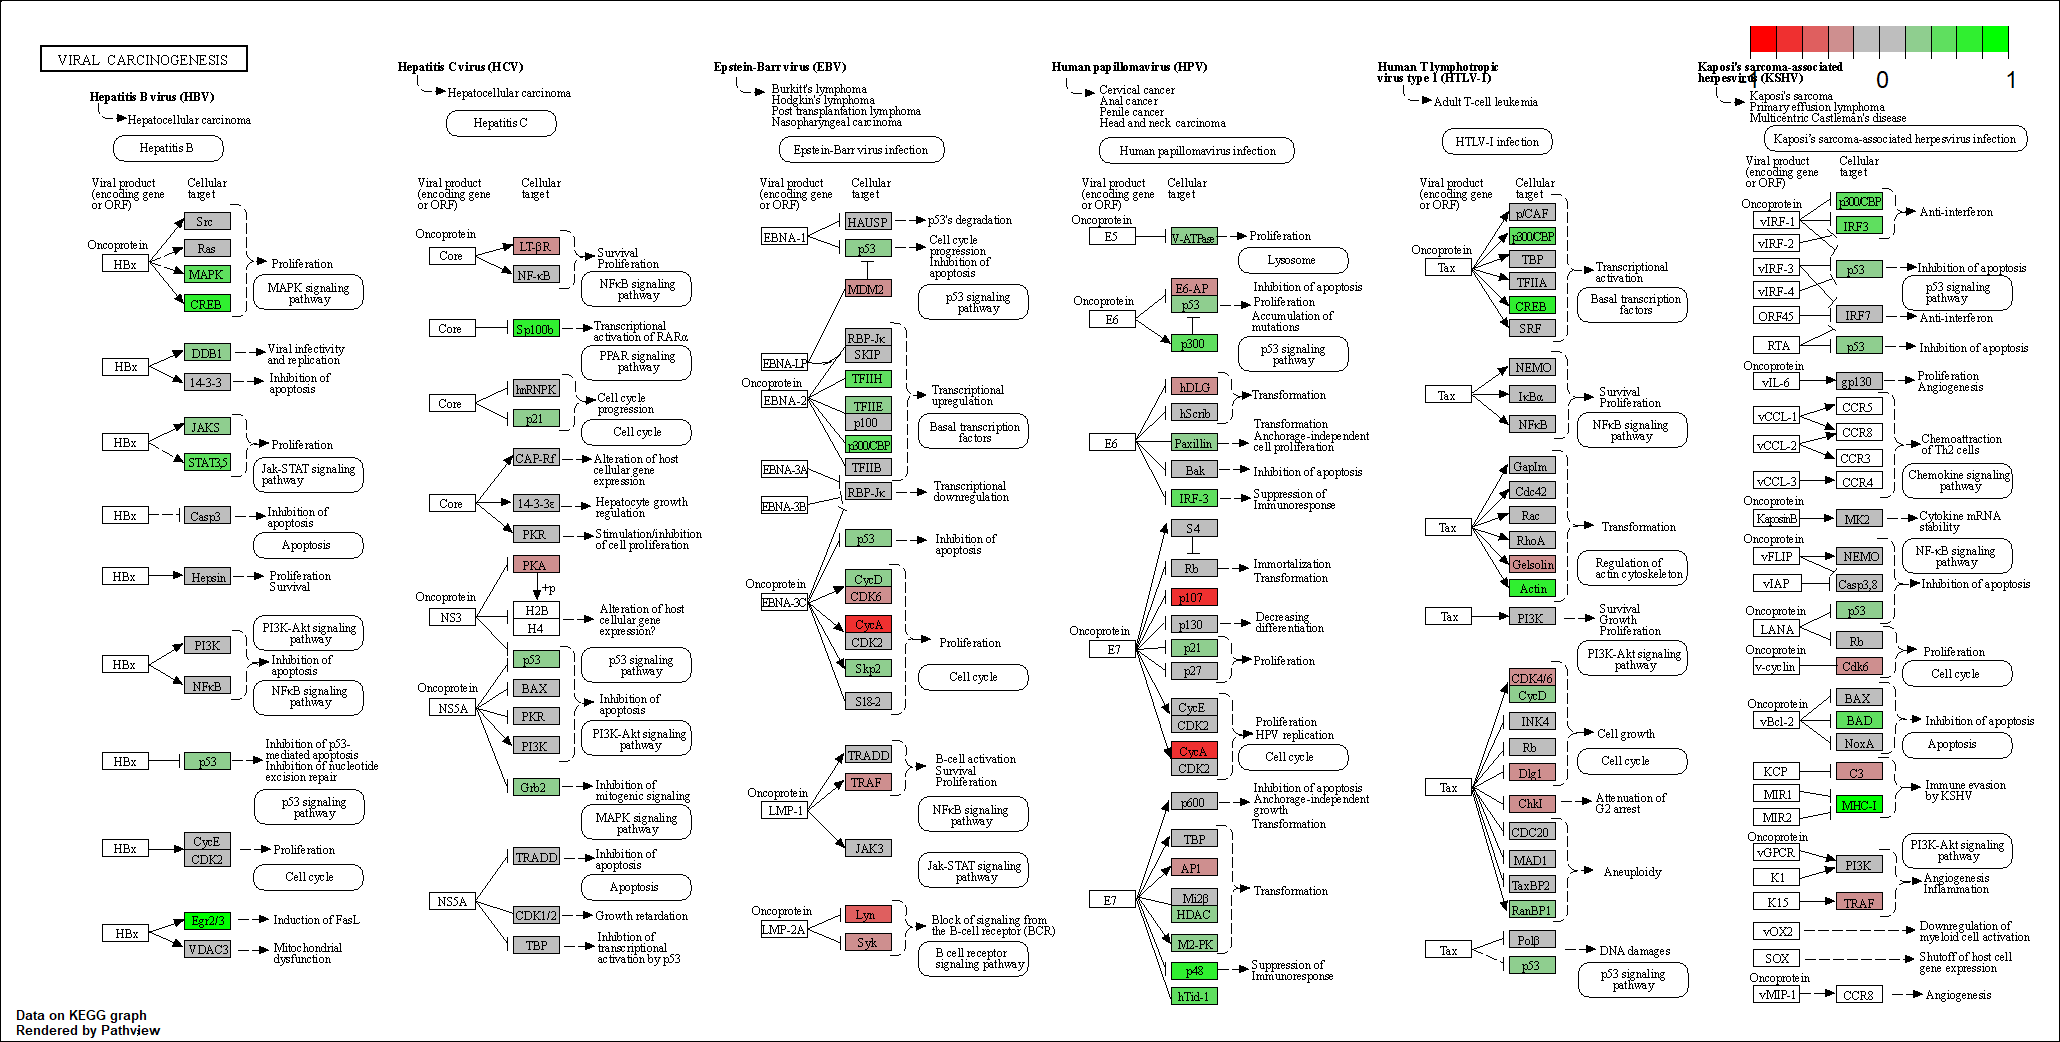 VIRAL CARCINOGENESIS
0
1
Hepatitis B virus (HBV)
Hepatocellular carcinoma
Hepatitis B
Viral product
(encoding gene
or ORF)
Cellular
target
Oncoprotein
HBx
Src
Ras
MAPK
CREB
Proliferation
MAPK signaling
pathway
HBx
DDB1
14-3-3
Viral infectivity
and replication
Inhibition of
apoptosis
HBx
JAKS
STAT3,5
Proliferation
Jak-STAT signaling
pathway
HBx
Casp3
Inhibition of
apoptosis
Apoptosis
HBx
Hepsin
Proliferation
Survival
PI3K-Akt signaling
pathway
HBx
PI3K
NFκB
Inhibition of
apoptosis
NFκB signaling
pathway
HBx
p53
Inhibition of p53-
mediated apoptosis
Inhibition of nucleotide
excision repair
p53 signaling
pathway
HBx
CycE
CDK2
Proliferation
Cell cycle
HBx
Egr2/3
VDAC3
Induction of FasL
Mitochondrial
dysfunction
Hepatitis C virus (HCV)
Hepatocellular carcinoma
Hepatitis C
Viral product
(encoding gene
or ORF)
Cellular
target
Oncoprotein
Core
LT-βR
NF-κB
Survival
Proliferation
NFκB signaling
pathway
Core
Sp100b
Transcriptional
activation of RARα
PPAR signaling
pathway
Core
hnRNPK
p21
Cell cycle
progression
Cell cycle
Core
CAP-Rf
14-3-3ε
PKR
Alteration of host
cellular gene
expression
Hepatocyte growth
regulation
Stimulation/inhibition
of cell proliferation
Oncoprotein
NS3
PKA
+p
H2B
H4
Alteration of host
cellular gene
expression?
p53
p53 signaling
pathway
Oncoprotein
NS5A
BAX
PKR
PI3K
Inhibition of
apoptosis
PI3K-Akt signaling
pathway
Grb2
Inhibition of
mitogenic signaling
MAPK signaling
pathway
NS5A
TRADD
CDK1/2
TBP
Inhibition of
apoptosis
Apoptosis
Growth retardation
Inhibtion of
transcriptional
activation by p53
Epstein-Barr virus (EBV)
Burkitt's lymphoma
Hodgkin's lymphoma
Post transplantation lymphoma
Nasopharyngeal carcinoma
Epstein-Barr virus infection
Viral product
(encoding gene
or ORF)
Cellular
target
EBNA-1
HAUSP
p53
MDM2
p53's degradation
Cell cycle
progression
Inhibition of
apoptosis
p53 signaling
pathway
EBNA-LP
Oncoprotein
EBNA-2
RBP-Jκ
SKIP
TFIIH
TFIIE
p100
p300/CBP
TFIIB
Transcriptional
upregulation
Basal transcription
factors
EBNA-3A
EBNA-3B
RBP-Jκ
Transcriptional
downregulation
Oncoprotein
EBNA-3C
p53
Inhibition of
apoptosis
CycD
CDK6
CycA
CDK2
Skp2
S18-2
Proliferation
Cell cycle
Oncoprotein
LMP-1
TRADD
TRAF
JAK3
B-cell activation
Survival
Proliferation
NFκB signaling
pathway
Jak-STAT signaling
pathway
Oncoprotein
LMP-2A
Lyn
Syk
Block of signaling from
the B-cell receptor (BCR)
B cell receptor
signaling pathway
Human papillomavirus (HPV)
Cervical cancer
Anal cancer
Penile cancer
Head and neck carcinoma
Human papillomavirus infection
Viral product
(encoding gene
or ORF)
Cellular
target
Oncoprotein
E5
V-ATPase
Proliferation
Lysosome
Oncoprotein
E6
E6-AP
p53
p300
Inhibition of apoptosis
Proliferation
Accumulation of
mutations
p53 signaling
pathway
E6
hDLG
hScrib
Paxillin
Bak
IRF-3
Transformation
Transformation
Anchorage-independent
cell proliferation
Inhibition of apoptosis
Suppression of
Immunoresponse
Oncoprotein
E7
S4
Rb
p107
p130
p21
p27
CycE
CDK2
CycA
CDK2
Immortalization
Transformation
Decreasing
differentiation
Proliferation
Proliferation
HPV replication
Cell cycle
E7
p600
TBP
AP1
Mi2β
HDAC
M2-PK
p48
hTid-1
Inhibition of apoptosis
Anchorage-independent
growth
Transformation
Transformation
Suppression of
Immunoresponse
Human T lymphotropic
virus type 1 (HTLV-1)
Adult T-cell leukemia
HTLV-I infection
Viral product
(encoding gene
or ORF)
Cellular
target
Oncoprotein
Tax
p/CAF
p300/CBP
TBP
TFIIA
CREB
SRF
Transcriptional
activation
Basal transcription
factors
Tax
NEMO
IκBα
NFκB
Survival
Proliferation
NFκB signaling
pathway
Tax
GapIm
Cdc42
Rac
RhoA
Gelsolin
Actin
Transformation
Regulation of
actin cytoskeleton
Tax
PI3K
Survival
Growth
Proliferation
PI3K-Akt signaling
pathway
Tax
CDK4/6
CycD
INK4
Rb
Dlg1
ChkI
CDC20
MAD1
TaxBP2
RanBP1
Cell growth
Cell cycle
Attenuation of
G2 arrest
Aneuploidy
Tax
Polβ
p53
DNA damages
p53 signaling
pathway
Kaposi's sarcoma-associated
herpesvirus (KSHV)
Kaposi's sarcoma
Primary effusion lymphoma
Multicentric Castleman's disease
Kaposi's sarcoma-associated herpesvirus infection
Viral product
(encoding gene
or ORF)
Cellular
target
Oncoprotein
vIRF-1
vIRF-2
p300/CBP
IRF3
Anti-interferon
vIRF-3
vIRF-4
p53
Inhibition of apoptosis
p53 signaling
pathway
ORF45
IRF7
Anti-interferon
RTA
p53
Inhibition of apoptosis
vIL-6
gp130
Proliferation
Angiogenesis
vCCL-1
vCCL-2
vCCL-3
CCR5
CCR8
CCR3
CCR4
Chemoattraction
of Th2 cells
Chemokine signaling
pathway
Oncoprotein
KaposinB
MK2
Cytokine mRNA
stability
Oncoprotein
vFLIP
NEMO
NF-κB signaling
pathway
vIAP
Casp3,8
Inhibition of apoptosis
Oncoprotein
LANA
p53
Rb
Oncoprotein
v-cyclin
Cdk6
Proliferation
Cell cycle
vBcl-2
BAX
BAD
NoxA
Inhibition of apoptosis
Apoptosis
KCP
MIR1
MIR2
C3
MHC-I
Immune evasion
by KSHV
Oncoprotein
vGPCR
K1
K15
PI3K
TRAF
PI3K-Akt signaling
pathway
Angiogenesis
Inflammation
vOX2
Downregulation of
myeloid cell activation
SOX
Shutoff of host cell
gene expression
Oncoprotein
vMIP-1
CCR8
Angiogenesis
Data on KEGG graph
Rendered by Pathview